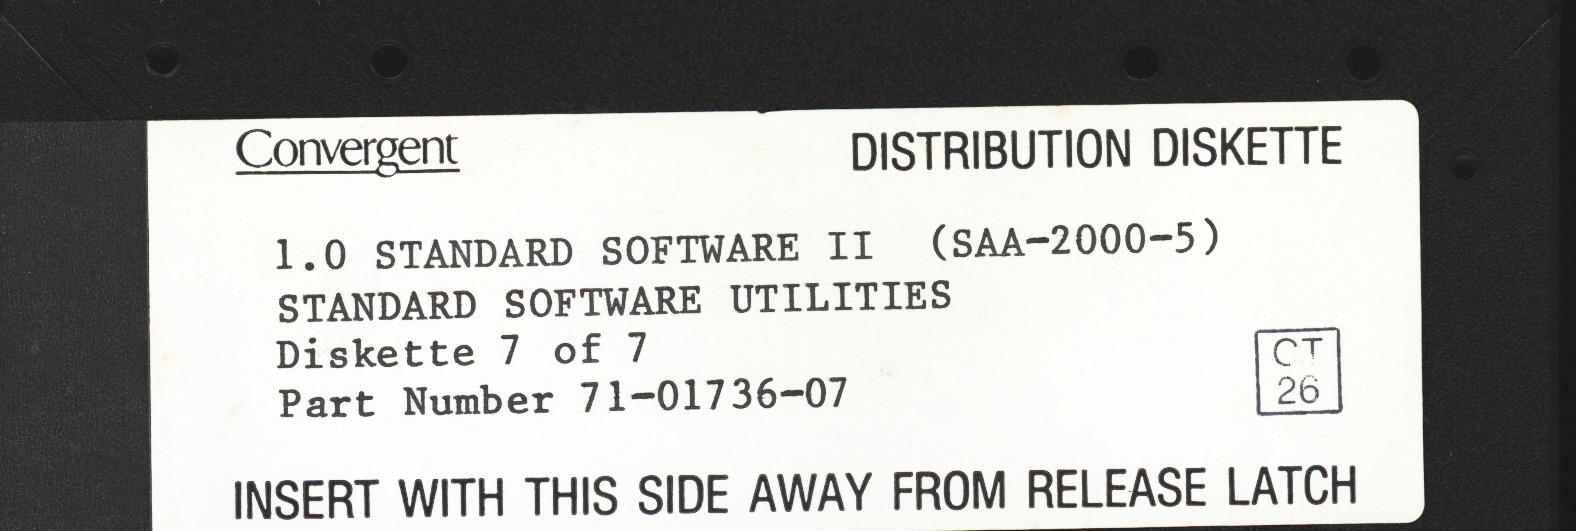 Convergent
DISTRIBUTION DISKETTE
1.0 STANDARD SOFTWARE II (SAA-2000-5)
STANDARD SOFTWARE UTILITIES
Diskette 7 of 7
Part Number 71-01736-07
CT
26
INSERT WITH THIS SIDE AWAY FROM RELEASE LATCH